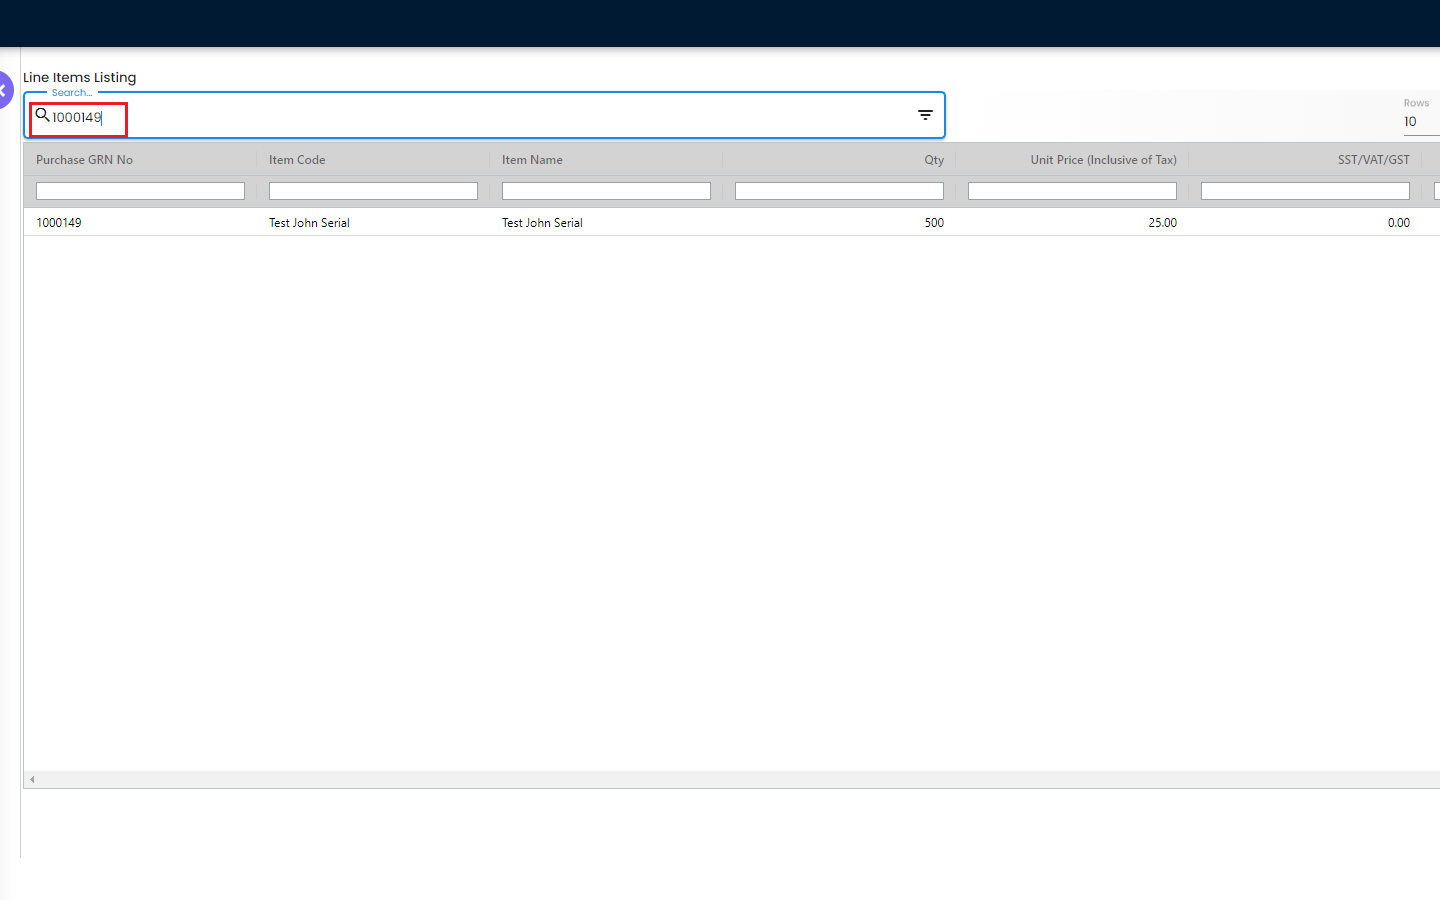 Line Items Listing
Search...
1000149
Rows
10
Purchase GRN No Item Code Item Name Qty Unit Price (Inclusive of Tax) SST/VAT/GST
1000149 Test John Serial Test John Serial 500 25.00 0.00